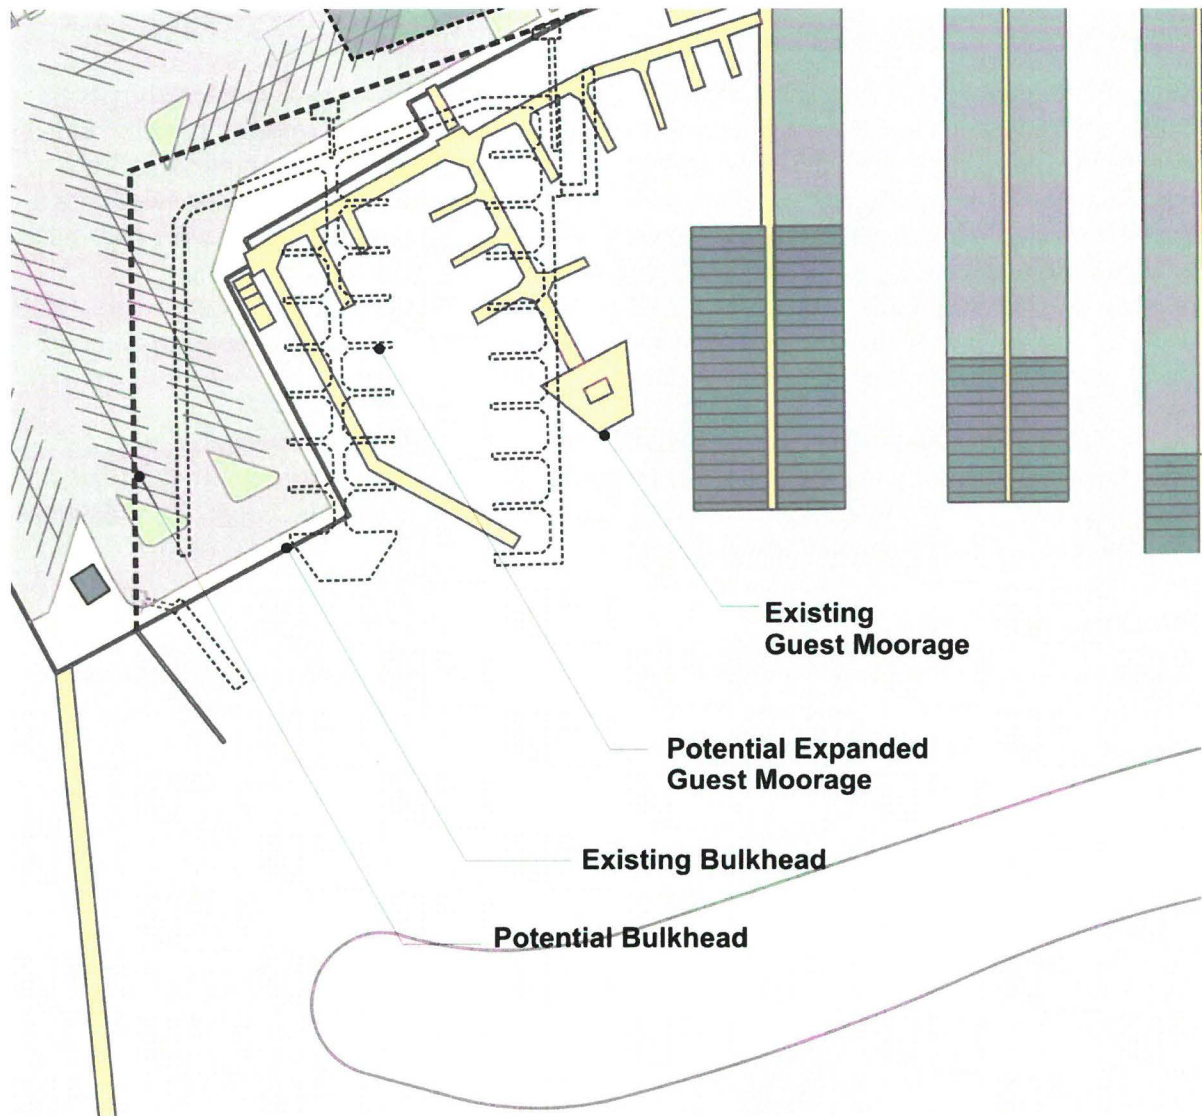 Existing
Guest Moorage
Potential Expanded
Guest Moorage
Existing Bulkhead
Potential Bulkhead